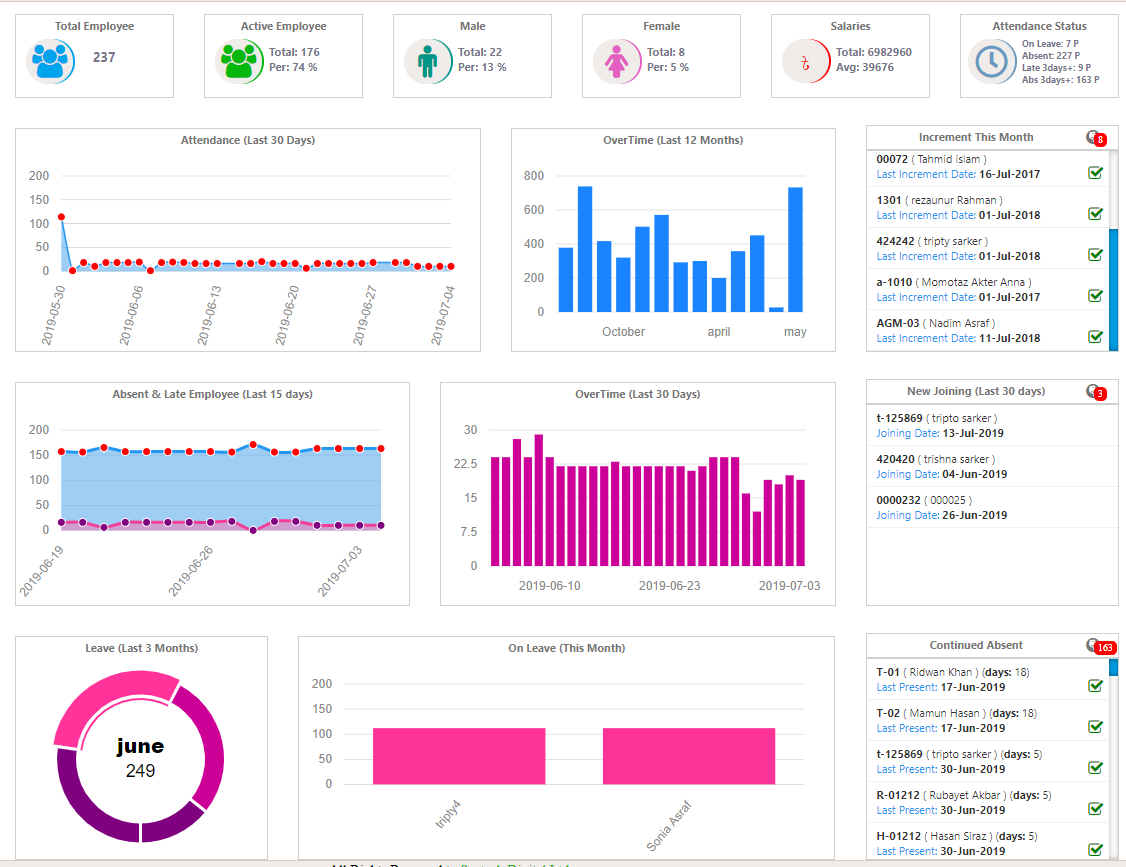 Total Employee
237
Active Employee
Total: 176
Per: 74 %
Male
Total: 22
Per: 13 %
Female
Total: 8
Per: 5 %
Salaries
৳
Total: 6982960
Avg: 39676
Attendance Status
On Leave: 7 P
Absent: 227 P
Late 3days+: 9 P
Abs 3days+: 163 P
Attendance (Last 30 Days)
200
150
100
50
0
2019-05-30
2019-06-06
2019-06-13
2019-06-20
2019-06-27
2019-07-04
OverTime (Last 12 Months)
800
600
400
200
0
October
april
may
Increment This Month
8
00072 ( Tahmid islam )
Last Increment Date: 16-Jul-2017
1301 ( rezaunur Rahman )
Last Increment Date: 01-Jul-2018
424242 ( tripty sarker )
Last Increment Date: 01-Jul-2018
a-1010 ( Momotaz Akter Anna )
Last Increment Date: 01-Jul-2017
AGM-03 ( Nadim Asraf )
Last Increment Date: 11-Jul-2018
Absent & Late Employee (Last 15 days)
200
150
100
50
0
2019-06-19
2019-06-26
2019-07-03
OverTime (Last 30 Days)
30
22.5
15
7.5
0
2019-06-10
2019-06-23
2019-07-03
New Joining (Last 30 days)
3
t-125869 ( tripto sarker )
Joining Date: 13-Jul-2019
420420 ( trishna sarker )
Joining Date: 04-Jun-2019
0000232 ( 000025 )
Joining Date: 26-Jun-2019
Leave (Last 3 Months)
june
249
On Leave (This Month)
200
150
100
50
0
tripty4
Sonia Asraf
Continued Absent
163
T-01 ( Ridwan Khan ) (days: 18)
Last Present: 17-Jun-2019
T-02 ( Mamun Hasan ) (days: 18)
Last Present: 17-Jun-2019
t-125869 ( tripto sarker ) (days: 5)
Last Present: 30-Jun-2019
R-01212 ( Rubayet Akbar ) (days: 5)
Last Present: 30-Jun-2019
H-01212 ( Hasan Siraz ) (days: 5)
Last Present: 30-Jun-2019